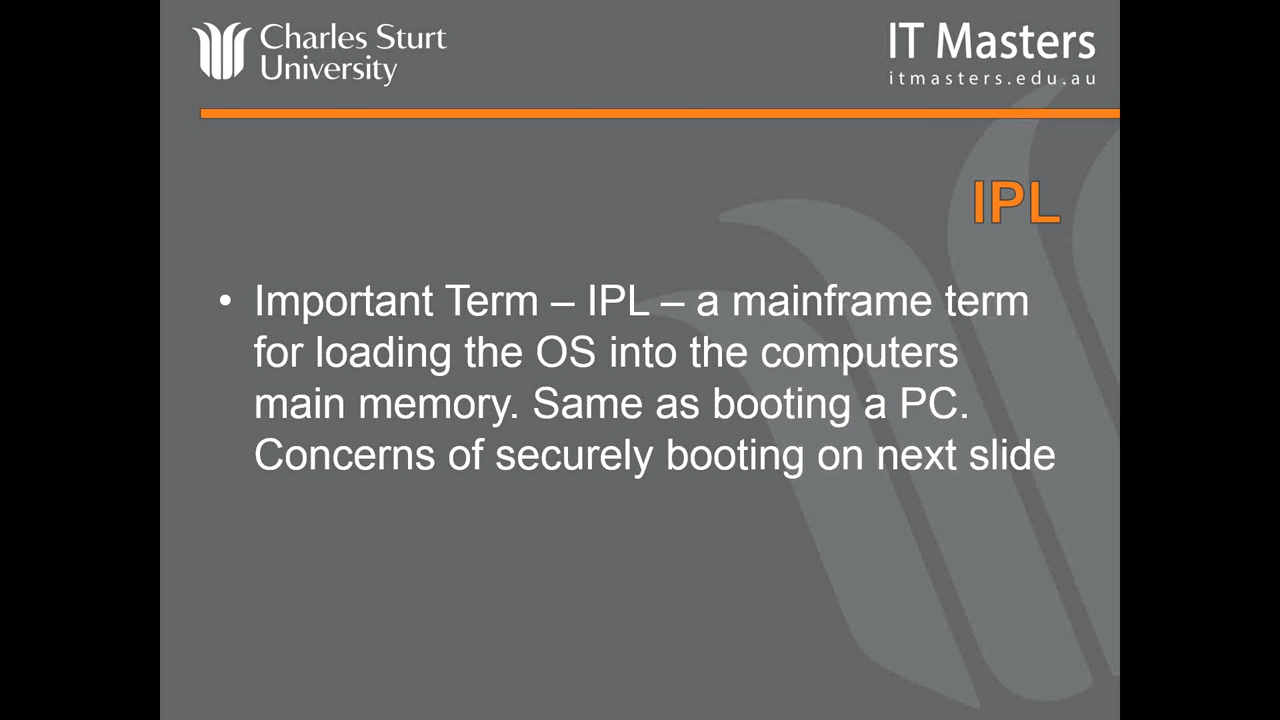 Charles Sturt
University
IT Masters
itmasters.edu.au
IPL
• Important Term – IPL – a mainframe term
for loading the OS into the computers
main memory. Same as booting a PC.
Concerns of securely booting on next slide